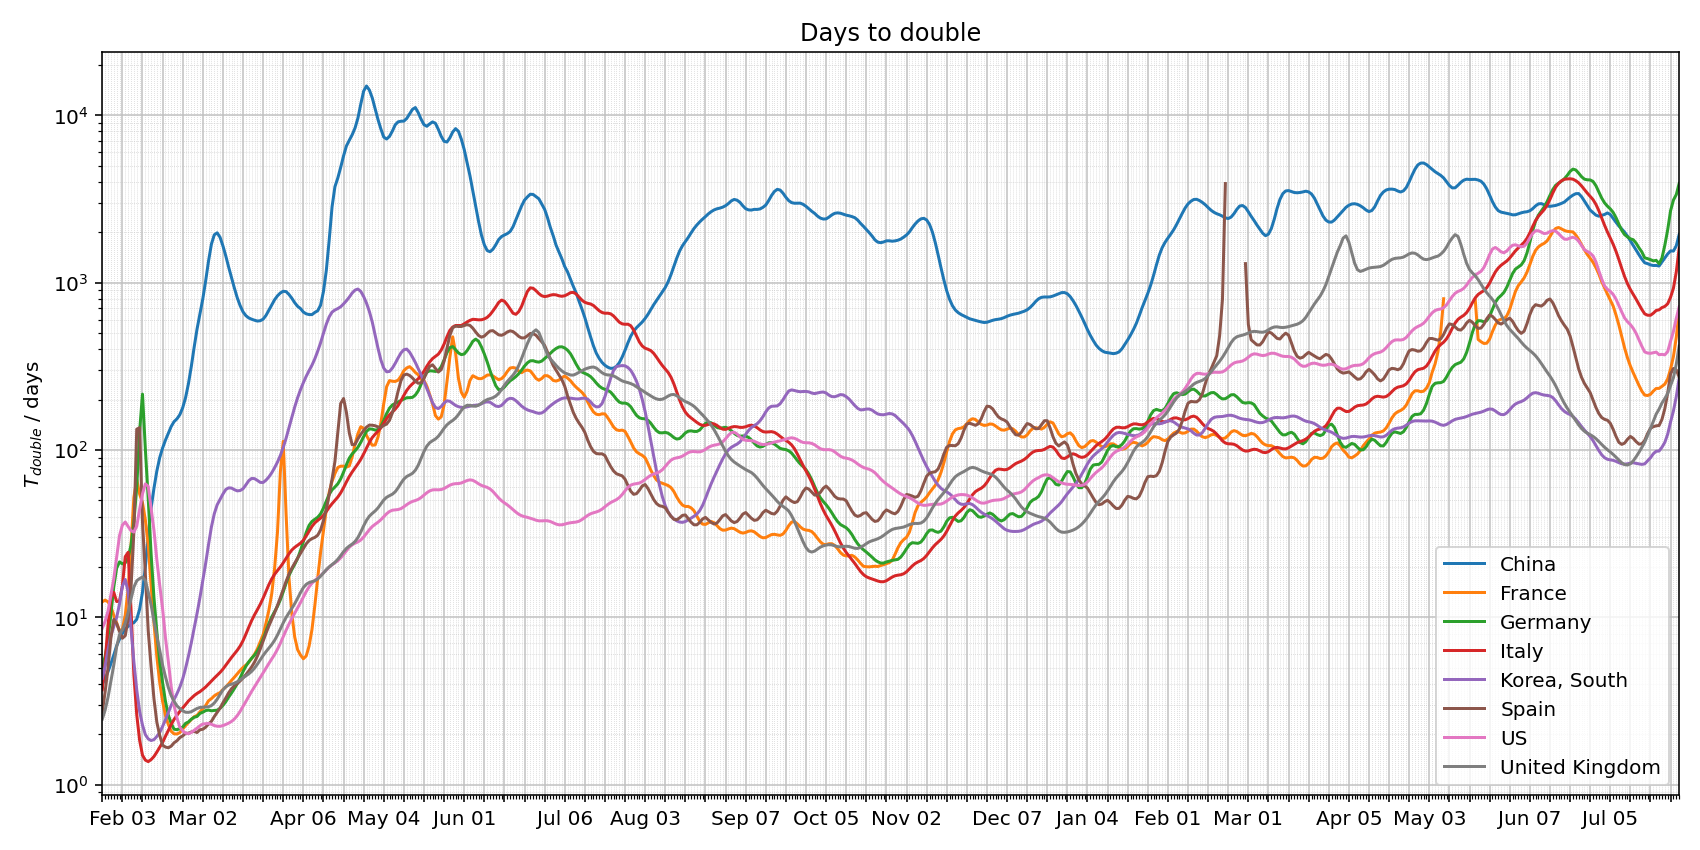 Days to double
T_double / days
10^4
10^3
10^2
10^1
10^0
Feb 03 Mar 02 Apr 06 May 04 Jun 01 Jul 06 Aug 03 Sep 07 Oct 05 Nov 02 Dec 07 Jan 04 Feb 01 Mar 01 Apr 05 May 03 Jun 07 Jul 05
China
France
Germany
Italy
Korea, South
Spain
US
United Kingdom